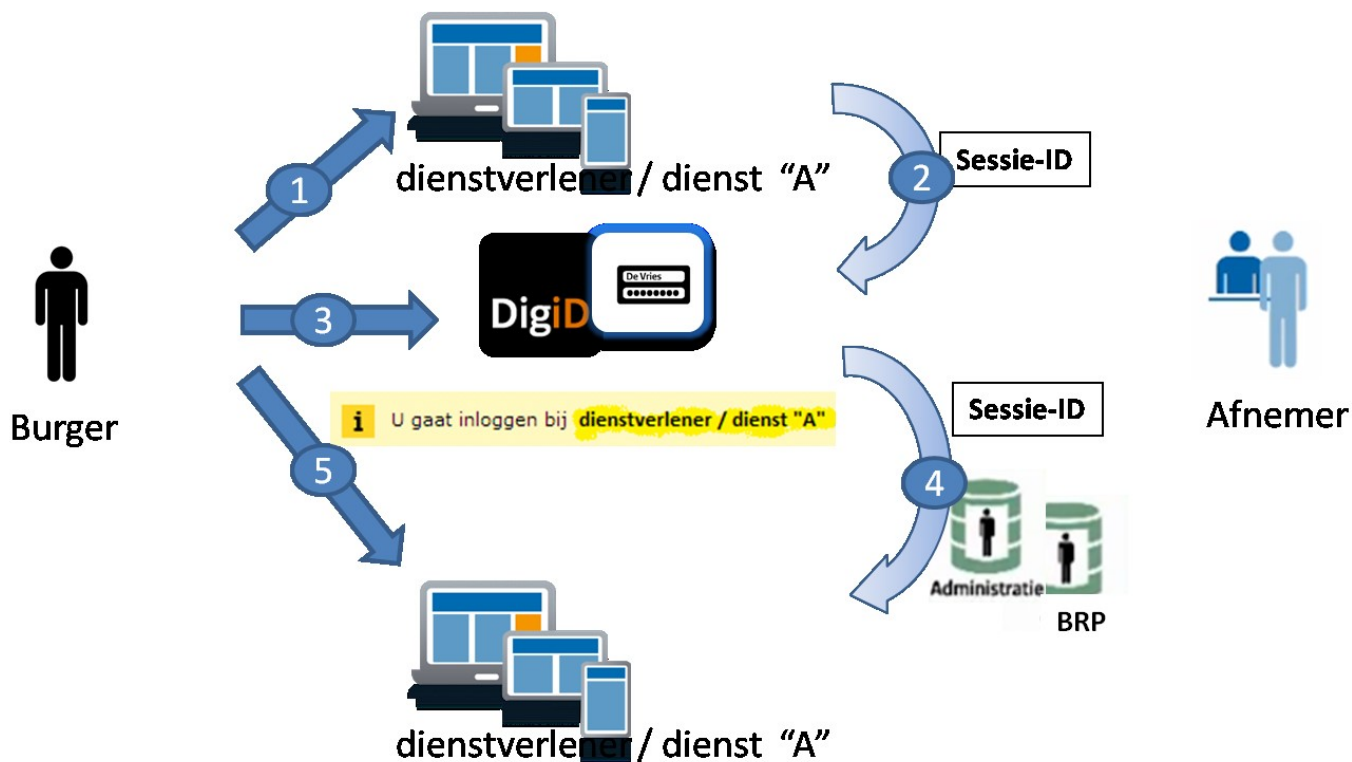 dienstverlener / dienst “A”
1
2
Sessie-ID
De Vries
DigiD
3
Burger
Afnemer
i U gaat inloggen bij dienstverlener / dienst "A"
Sessie-ID
5
4
Administratie
BRP
dienstverlener / dienst “A”